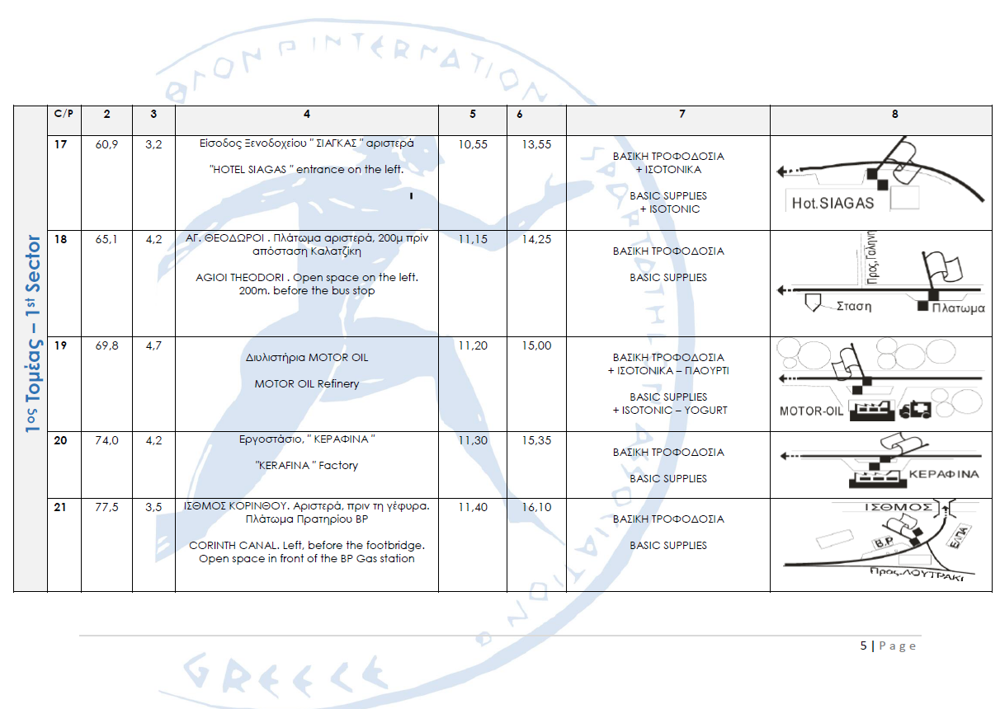 ΘΛΟΝ INTERNATION
C/P 2 3 4 5 6 7 8
1ος Τομέας – 1st Sector
17 60,9 3,2 Είσοδος Ξενοδοχείου " ΣΙΑΓΚΑΣ " αριστερά 10,55 13,55
"HOTEL SIAGAS " entrance on the left.
ΒΑΣΙΚΗ ΤΡΟΦΟΔΟΣΙΑ
+ ΙΣΟΤΟΝΙΚΑ
BASIC SUPPLIES
+ ISOTONIC
Hot.SIAGAS
18 65,1 4,2 ΑΓ. ΘΕΟΔΩΡΟΙ . Πλάτωμα αριστερά, 200μ πρίν 11,15 14,25
απόσταση Καλατζίκη
AGIOI THEODORI . Open space on the left.
200m. before the bus stop
ΒΑΣΙΚΗ ΤΡΟΦΟΔΟΣΙΑ
BASIC SUPPLIES
Προς, Γαλήνη
Σταση
Πλατωμα
19 69,8 4,7 11,20 15,00
Διυλιστήρια MOTOR OIL
MOTOR OIL Refinery
ΒΑΣΙΚΗ ΤΡΟΦΟΔΟΣΙΑ
+ ΙΣΟΤΟΝΙΚΑ – ΓΙΑΟΥΡΤΙ
BASIC SUPPLIES
+ ISOTONIC – YOGURT
MOTOR-OIL
20 74,0 4,2 Εργοστάσιο, " ΚΕΡΑΦΙΝΑ " 11,30 15,35
"KERAFINA " Factory
ΒΑΣΙΚΗ ΤΡΟΦΟΔΟΣΙΑ
BASIC SUPPLIES
ΚΕΡΑΦΙΝΑ
21 77,5 3,5 ΙΣΘΜΟΣ ΚΟΡΙΝΘΟΥ. Αριστερά, πριν τη γέφυρα. 11,40 16,10
Πλάτωμα Πρατηρίου BP
CORINTH CANAL. Left, before the footbridge.
Open space in front of the BP Gas station
ΒΑΣΙΚΗ ΤΡΟΦΟΔΟΣΙΑ
BASIC SUPPLIES
ΙΣΘΜΟΣ
B.P
ΕΛΠΑ
Προς-ΛΟΥΤΡΑΚΙ
5 | Page
GREECE